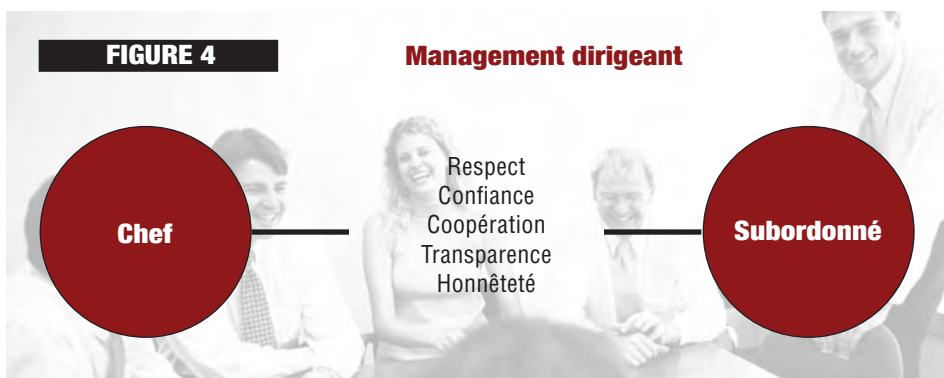 FIGURE 4
Management dirigeant
Chef
Respect
Confiance
Coopération
Transparence
Honnêteté
Subordonné